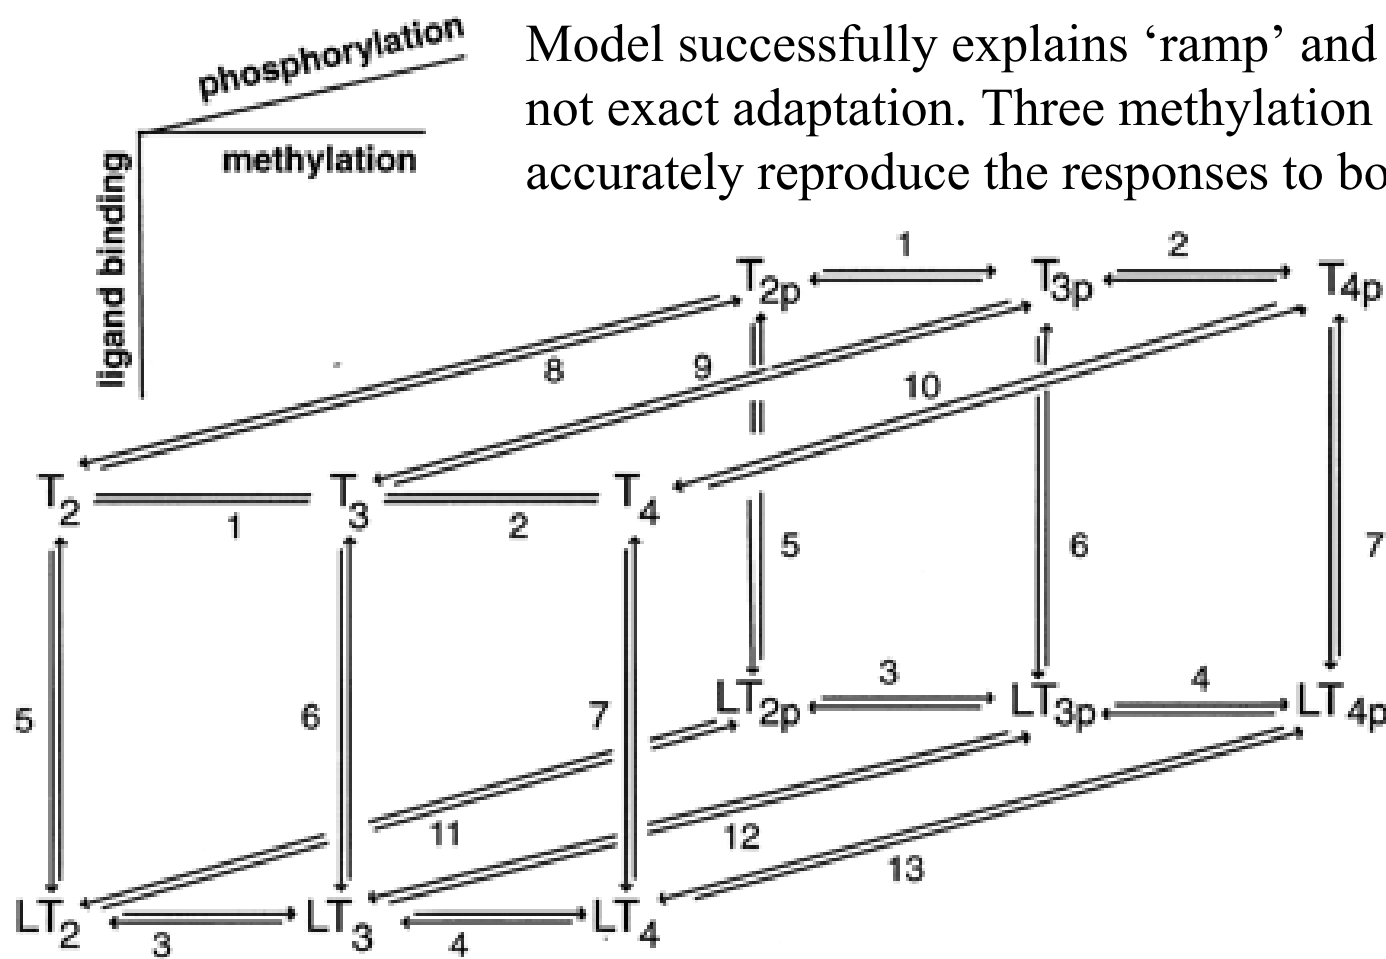 phosphorylation
Model successfully explains ‘ramp’ and
not exact adaptation. Three methylation
accurately reproduce the responses to bo
methylation
ligand binding
1 2
T2p T3p T4p
8 9 10
T2 T3 T4
1 2
5 6 7
3 4
LT2p LT3p LT4p
5 6 7
11 12 13
LT2 LT3 LT4
3 4